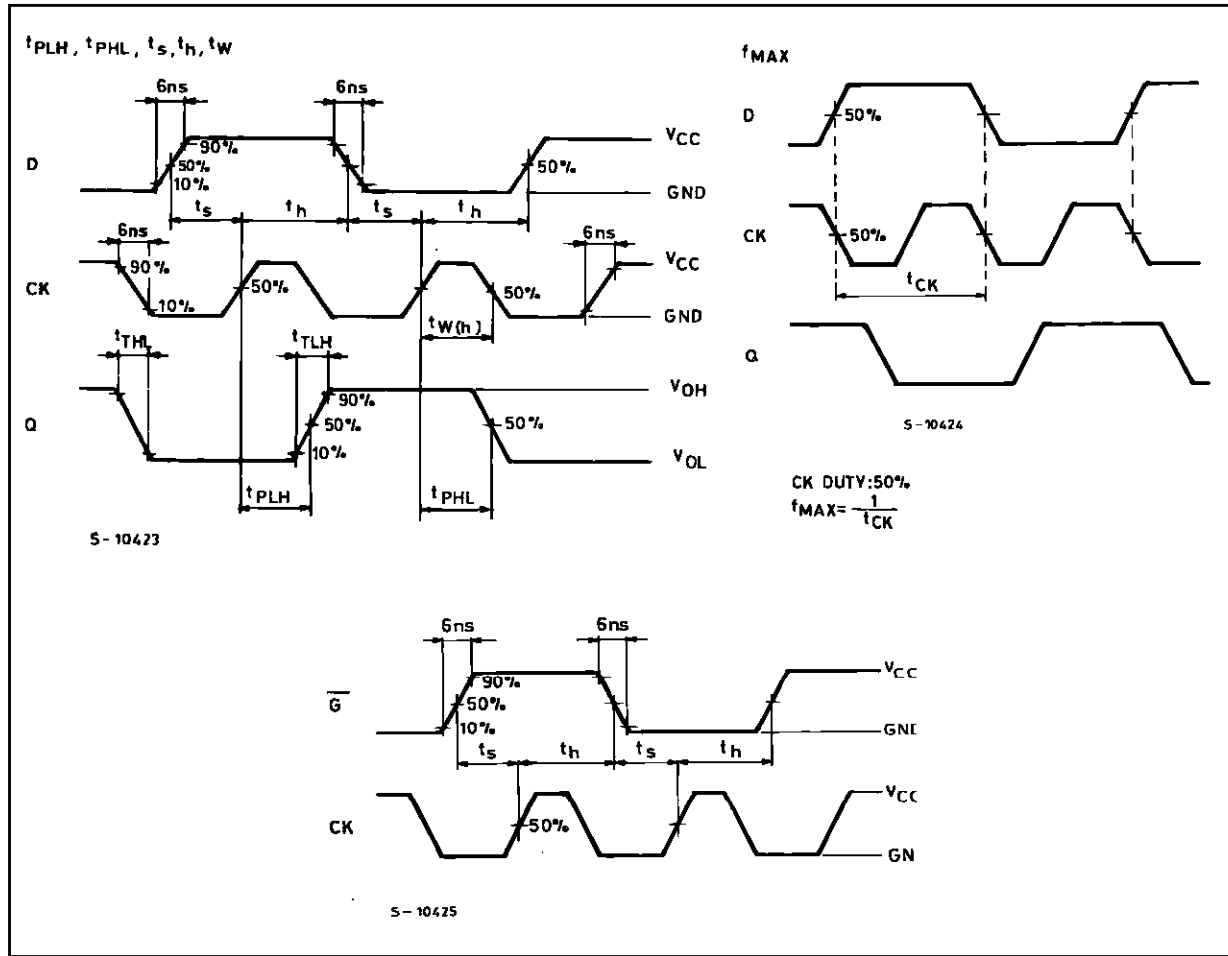 tPLH, tPHL, ts, th, tW
6ns
6ns
D
90%
50%
10%
50%
VCC
GND
ts
th
ts
th
6ns
6ns
CK
90%
10%
50%
50%
VCC
GND
tW(h)
tTHL
tTLH
Q
90%
50%
10%
50%
VOH
VOL
tPLH
tPHL
S-10423
fMAX
D
50%
CK
50%
tCK
Q
S-10424
CK DUTY:50%
fMAX= 1
tCK
6ns
6ns
G
90%
50%
10%
VCC
GND
ts
th
ts
th
CK
50%
VCC
GN
S-10425